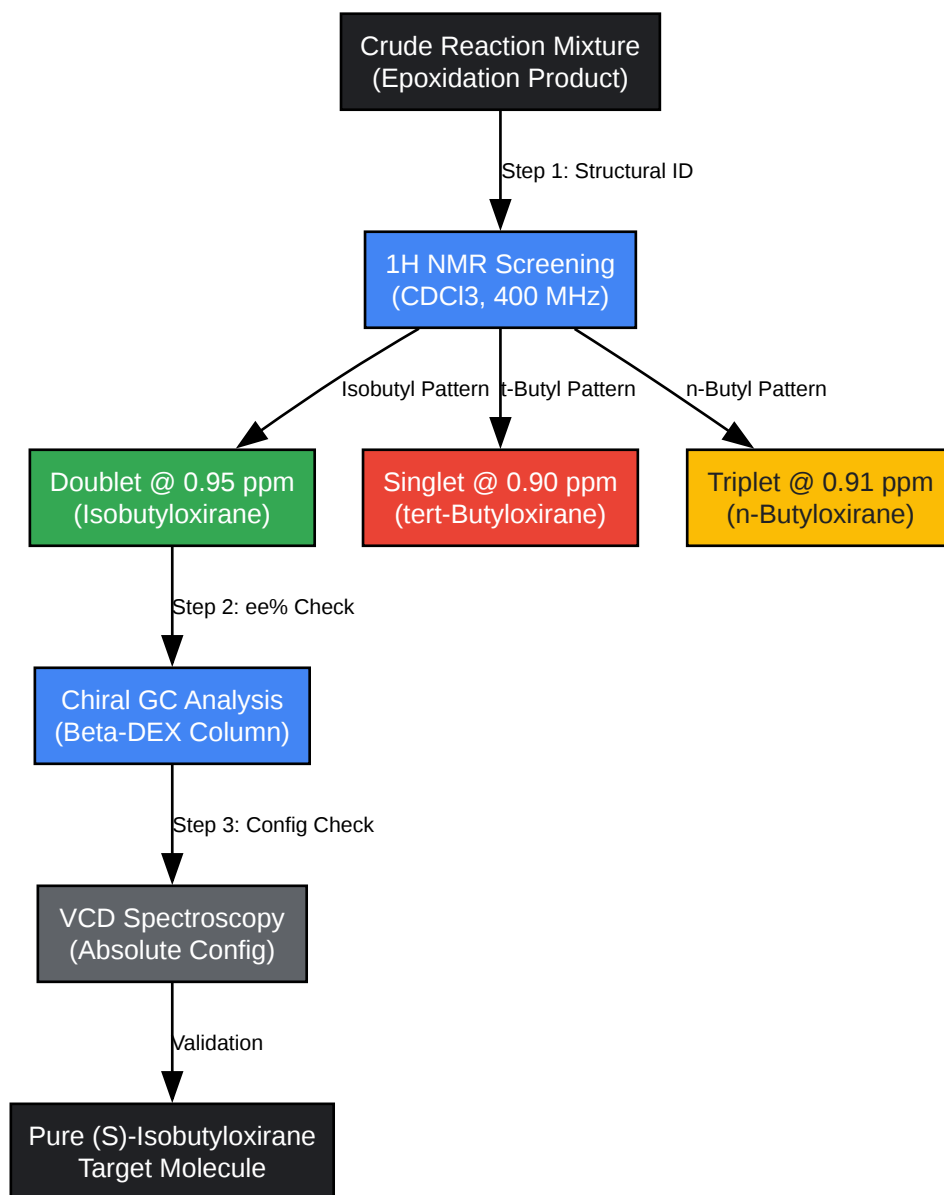 Crude Reaction Mixture
(Epoxidation Product)
Step 1: Structural ID
1H NMR Screening
(CDCl3, 400 MHz)
Isobutyl Pattern
t-Butyl Pattern
n-Butyl Pattern
Doublet @ 0.95 ppm
(Isobutyloxirane)
Singlet @ 0.90 ppm
(tert-Butyloxirane)
Triplet @ 0.91 ppm
(n-Butyloxirane)
Step 2: ee% Check
Chiral GC Analysis
(Beta-DEX Column)
Step 3: Config Check
VCD Spectroscopy
(Absolute Config)
Validation
Pure (S)-Isobutyloxirane
Target Molecule